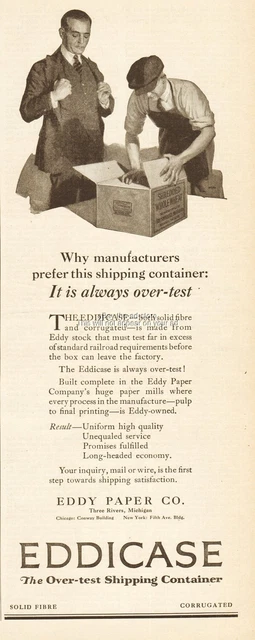 Why manufacturers
prefer this shipping container:
It is always over-test
THE EDDICASE—both solid fibre
and corrugated—is made from
Eddy stock that must test far in excess
of standard railroad requirements before
the box can leave the factory.
The Eddicase is always over-test!
Built complete in the Eddy Paper
Company's huge paper mills where
every process in the manufacture—pulp
to final printing—is Eddy-owned.
Result—Uniform high quality
Unequaled service
Promises fulfilled
Long-headed economy.
Your inquiry, mail or wire, is the first
step towards shipping satisfaction.
EDDY PAPER CO.
Three Rivers, Michigan
Chicago: Conway Building New York: Fifth Ave. Bldg.
EDDICASE
The Over-test Shipping Container
SOLID FIBRE CORRUGATED